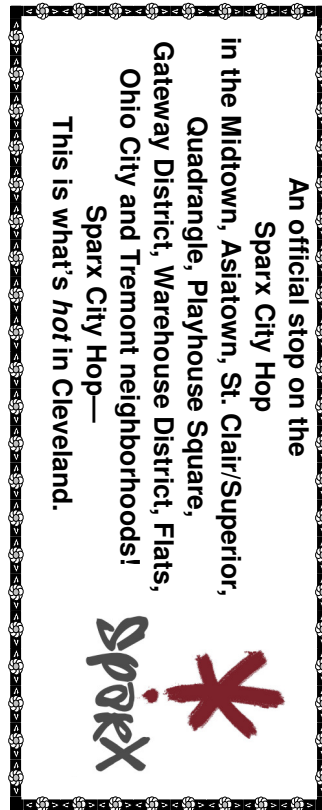 An official stop on the
Sparx City Hop
in the Midtown, Asiatown, St. Clair/Superior,
Quadrangle, Playhouse Square,
Gateway District, Warehouse District, Flats,
Ohio City and Tremont neighborhoods!
Sparx City Hop—
This is what's hot in Cleveland.
sparx